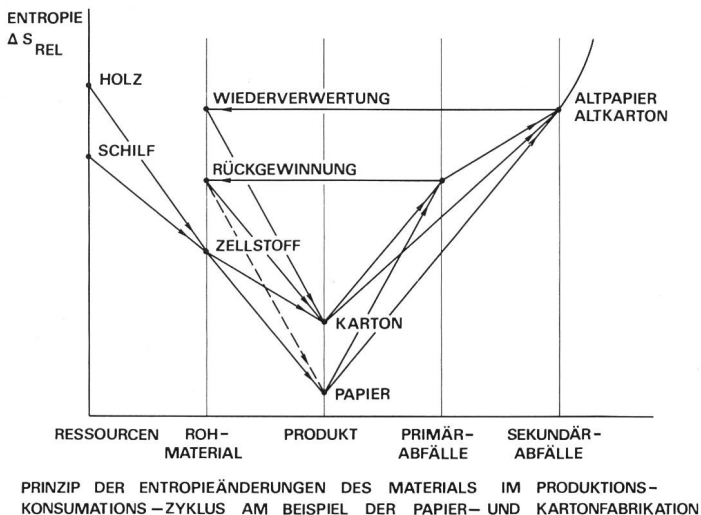 ENTROPIE
Δ S REL
HOLZ
WIEDERVERWERTUNG
ALTPAPIER
ALTKARTON
SCHILF
RÜCKGEWINNUNG
ZELLSTOFF
KARTON
PAPIER
RESSOURCEN
ROH-
MATERIAL
PRODUKT
PRIMÄR-
ABFÄLLE
SEKUNDÄR-
ABFÄLLE
PRINZIP DER ENTROPIEÄNDERUNGEN DES MATERIALS IM PRODUKTIONS-
KONSUMATIONS-ZYKLUS AM BEISPIEL DER PAPIER- UND KARTONFABRIKATION